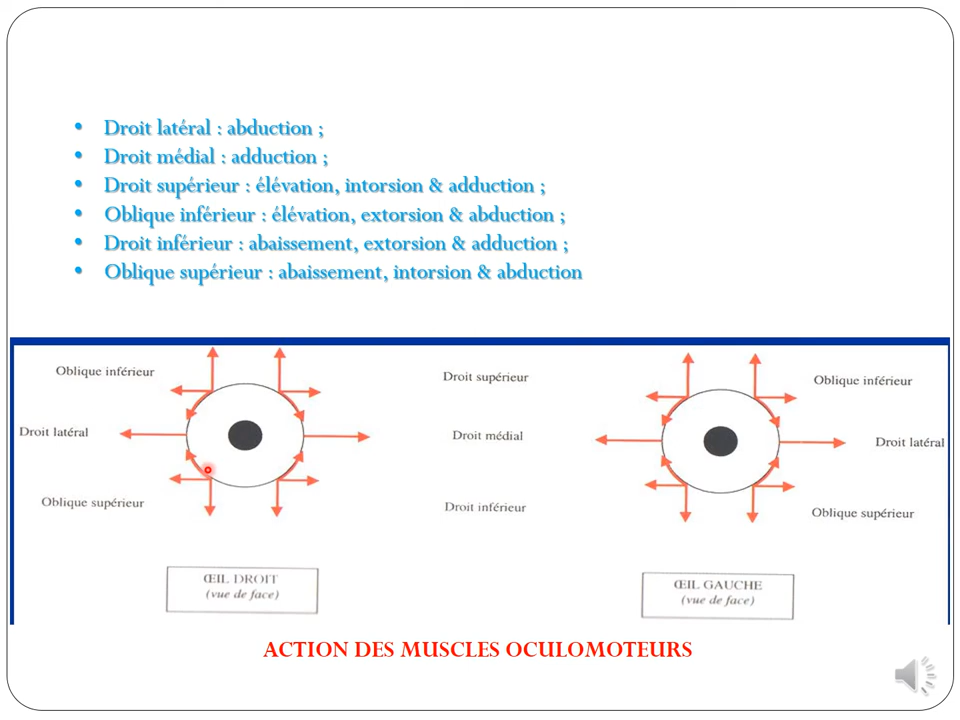 • Droit latéral : abduction ;
• Droit médial : adduction ;
• Droit supérieur : élévation, intorsion & adduction ;
• Oblique inférieur : élévation, extorsion & abduction ;
• Droit inférieur : abaissement, extorsion & adduction ;
• Oblique supérieur : abaissement, intorsion & abduction
Oblique inférieur
Droit supérieur
Oblique inférieur
Droit latéral
Droit médial
Droit latéral
Oblique supérieur
Droit inférieur
Oblique supérieur
ŒIL DROIT
(vue de face)
ŒIL GAUCHE
(vue de face)
ACTION DES MUSCLES OCULOMOTEURS